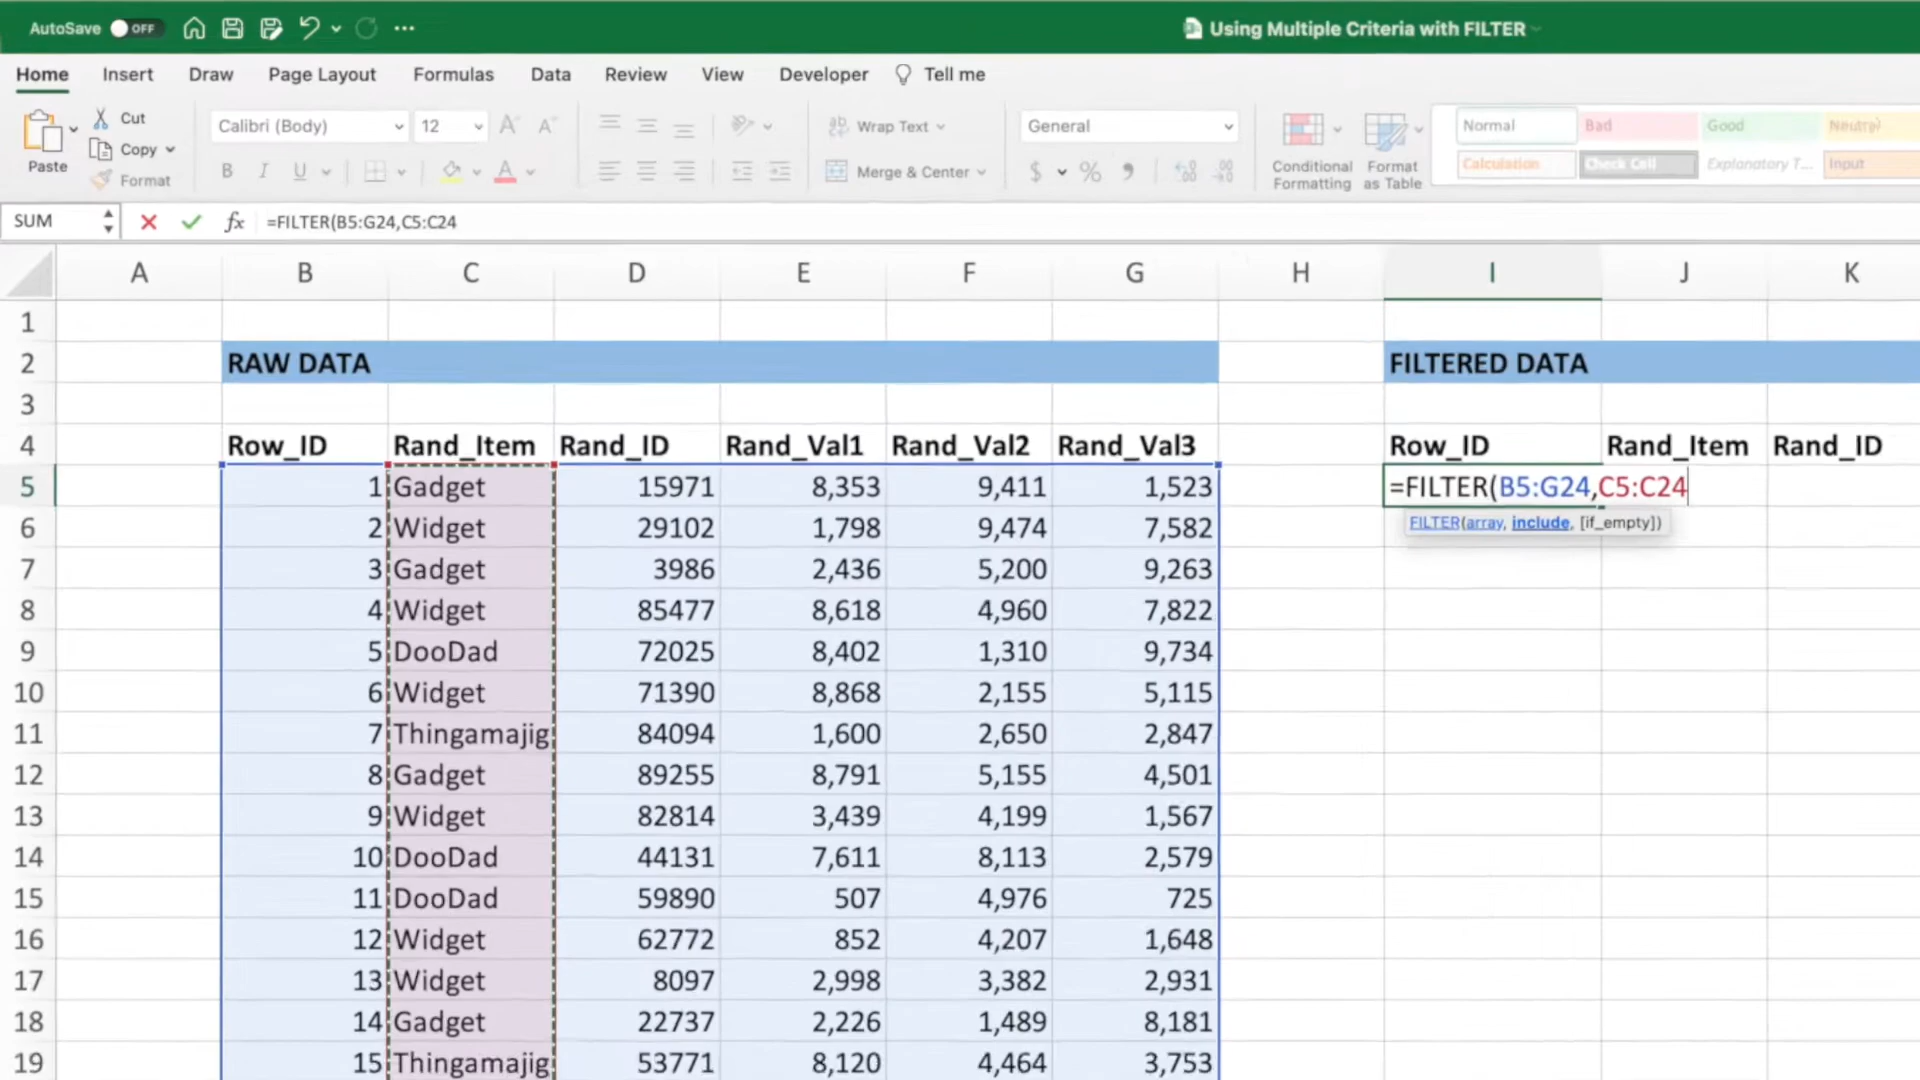 AutoSave OFF Using Multiple Criteria with FILTER
Home Insert Draw Page Layout Formulas Data Review View Developer Tell me
Paste Cut Copy Format
Calibri (Body) 12 A A
B I U A
Wrap Text
Merge & Center
General
$ % ,
Conditional Formatting
Format as Table
Normal Bad Good Neutral
Calculation Check Cell Explanatory T... Input
SUM fx =FILTER(B5:G24,C5:C24
A B C D E F G H I J K
1
2 RAW DATA FILTERED DATA
3
4 Row_ID Rand_Item Rand_ID Rand_Val1 Rand_Val2 Rand_Val3 Row_ID Rand_Item Rand_ID
5 1 Gadget 15971 8,353 9,411 1,523 =FILTER(B5:G24,C5:C24
FILTER(array, include, [if_empty])
6 2 Widget 29102 1,798 9,474 7,582
7 3 Gadget 3986 2,436 5,200 9,263
8 4 Widget 85477 8,618 4,960 7,822
9 5 DooDad 72025 8,402 1,310 9,734
10 6 Widget 71390 8,868 2,155 5,115
11 7 Thingamajig 84094 1,600 2,650 2,847
12 8 Gadget 89255 8,791 5,155 4,501
13 9 Widget 82814 3,439 4,199 1,567
14 10 DooDad 44131 7,611 8,113 2,579
15 11 DooDad 59890 507 4,976 725
16 12 Widget 62772 852 4,207 1,648
17 13 Widget 8097 2,998 3,382 2,931
18 14 Gadget 22737 2,226 1,489 8,181
19 15 Thingamajig 53771 8,120 4,464 3,753